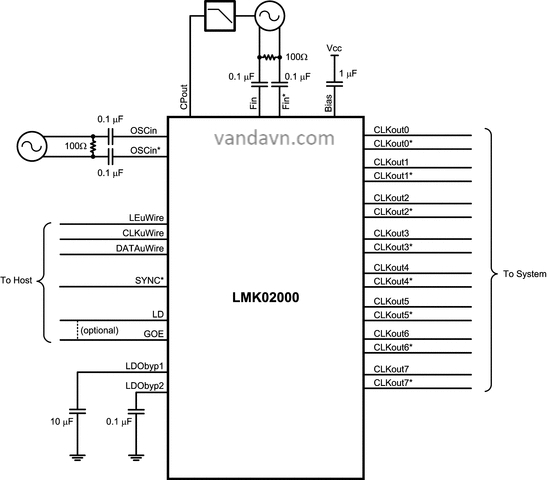 Vcc
100Ω
0.1 µF
0.1 µF
1 µF
CPout
Fin
Fin*
Bias
vandavn.com
0.1 µF
OSCin
100Ω
OSCin*
0.1 µF
CLKout0
CLKout0*
CLKout1
CLKout1*
CLKout2
CLKout2*
CLKout3
CLKout3*
CLKout4
CLKout4*
CLKout5
CLKout5*
CLKout6
CLKout6*
CLKout7
CLKout7*
To System
LEuWire
CLKuWire
DATAuWire
To Host
SYNC*
LD
(optional)
GOE
LMK02000
LDObyp1
LDObyp2
10 µF
0.1 µF